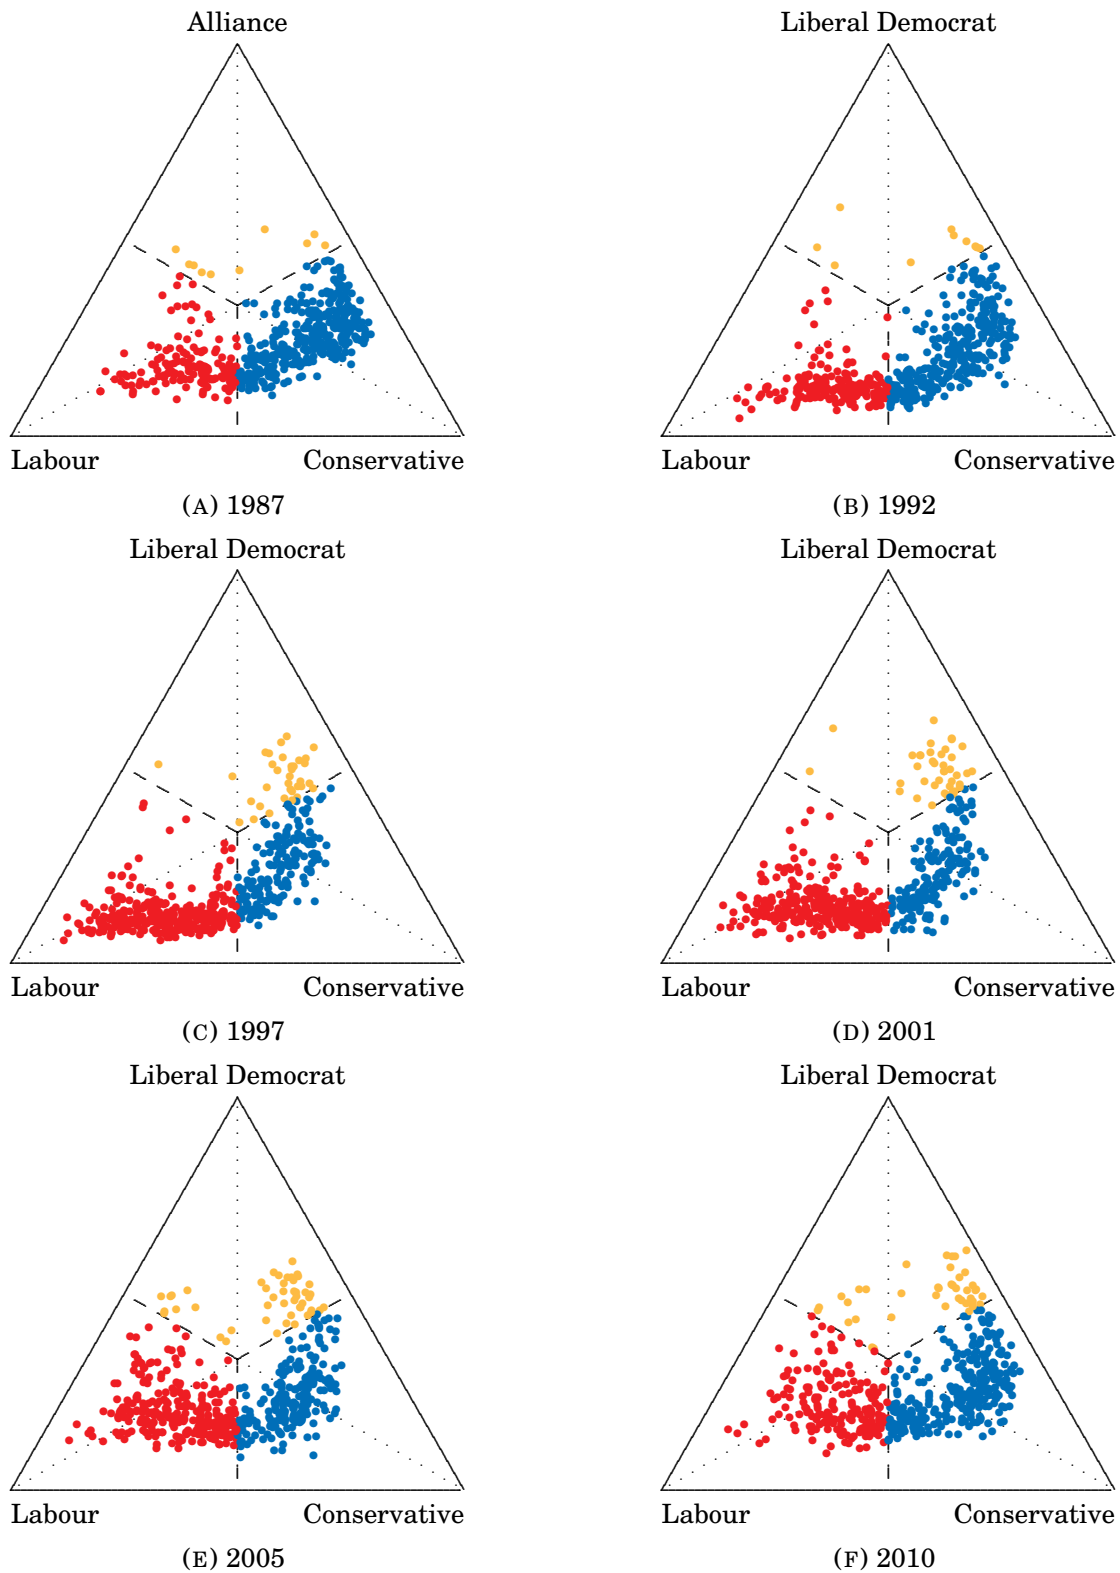 Alliance
Liberal Democrat
Labour
Conservative
Labour
Conservative
(A) 1987
(B) 1992
Liberal Democrat
Liberal Democrat
Labour
Conservative
Labour
Conservative
(C) 1997
(D) 2001
Liberal Democrat
Liberal Democrat
Labour
Conservative
Labour
Conservative
(E) 2005
(F) 2010